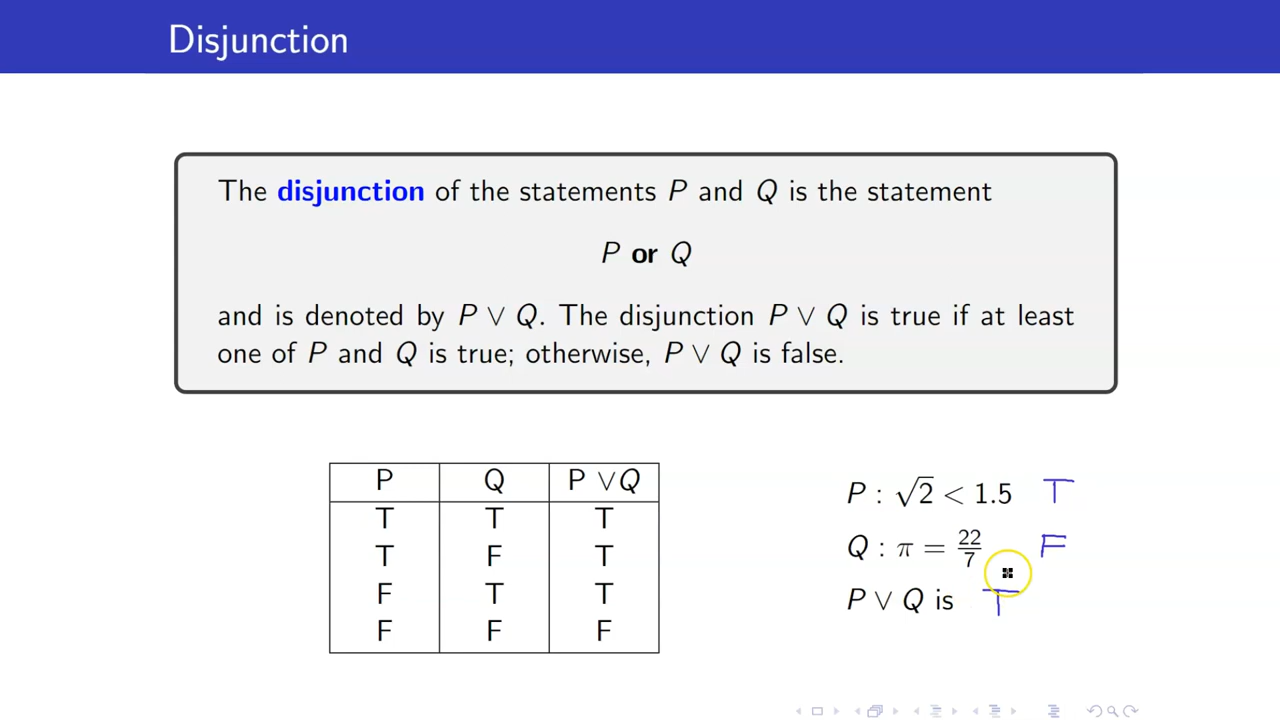 Disjunction
The disjunction of the statements P and Q is the statement
P or Q
and is denoted by P ∨ Q. The disjunction P ∨ Q is true if at least
one of P and Q is true; otherwise, P ∨ Q is false.
P Q P ∨Q
T T T
T F T
F T T
F F F
P : √2 < 1.5 T
Q : π = 22/7 F
P ∨ Q is T